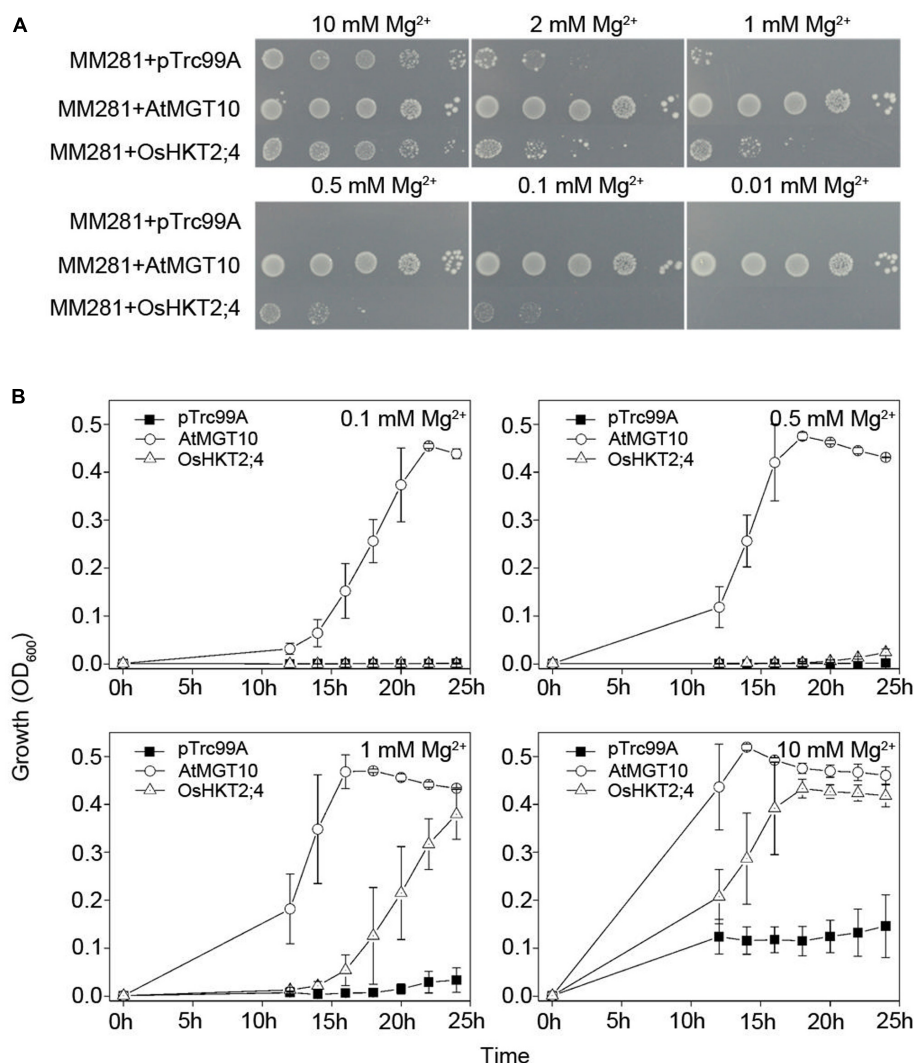 A
10 mM Mg²⁺ 2 mM Mg²⁺ 1 mM Mg²⁺
MM281+pTrc99A
MM281+AtMGT10
MM281+OsHKT2;4
0.5 mM Mg²⁺ 0.1 mM Mg²⁺ 0.01 mM Mg²⁺
MM281+pTrc99A
MM281+AtMGT10
MM281+OsHKT2;4
B
Growth (OD₆₀₀)
0.1 mM Mg²⁺
pTrc99A
AtMGT10
OsHKT2;4
0.5
0.4
0.3
0.2
0.1
0.0
0h 5h 10h 15h 20h 25h
0.5 mM Mg²⁺
pTrc99A
AtMGT10
OsHKT2;4
0.5
0.4
0.3
0.2
0.1
0.0
0h 5h 10h 15h 20h 25h
1 mM Mg²⁺
pTrc99A
AtMGT10
OsHKT2;4
0.5
0.4
0.3
0.2
0.1
0.0
0h 5h 10h 15h 20h 25h
10 mM Mg²⁺
pTrc99A
AtMGT10
OsHKT2;4
0.5
0.4
0.3
0.2
0.1
0.0
0h 5h 10h 15h 20h 25h
Time